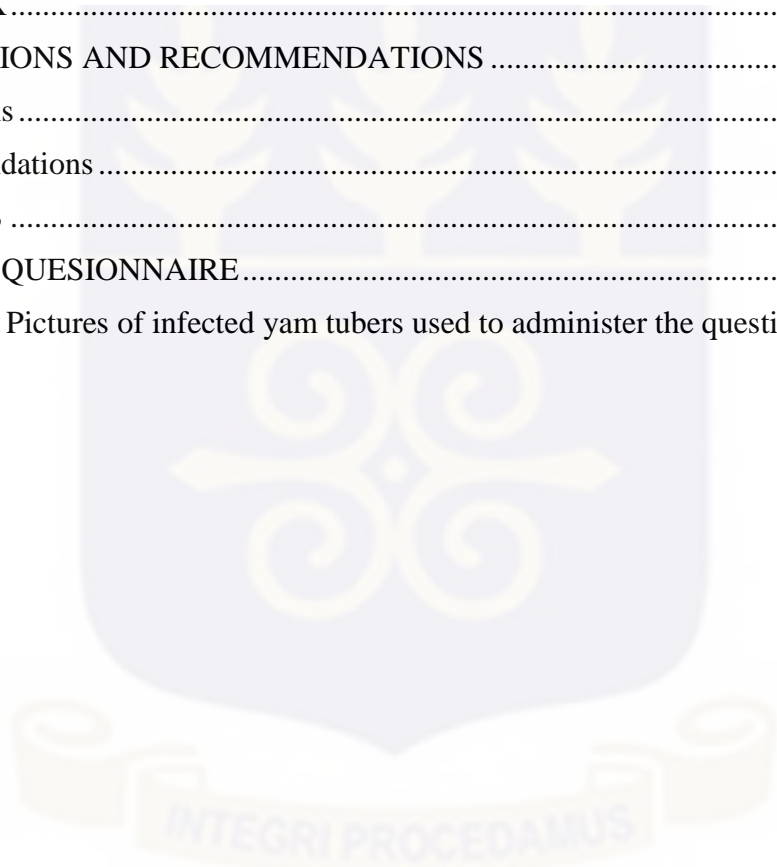 IONS AND RECOMMENDATIONS ........................................
s ........................................
dations ........................................
........................................
QUESIONNAIRE ........................................
Pictures of infected yam tubers used to administer the questi
INTEGRI PROCEDAMUS